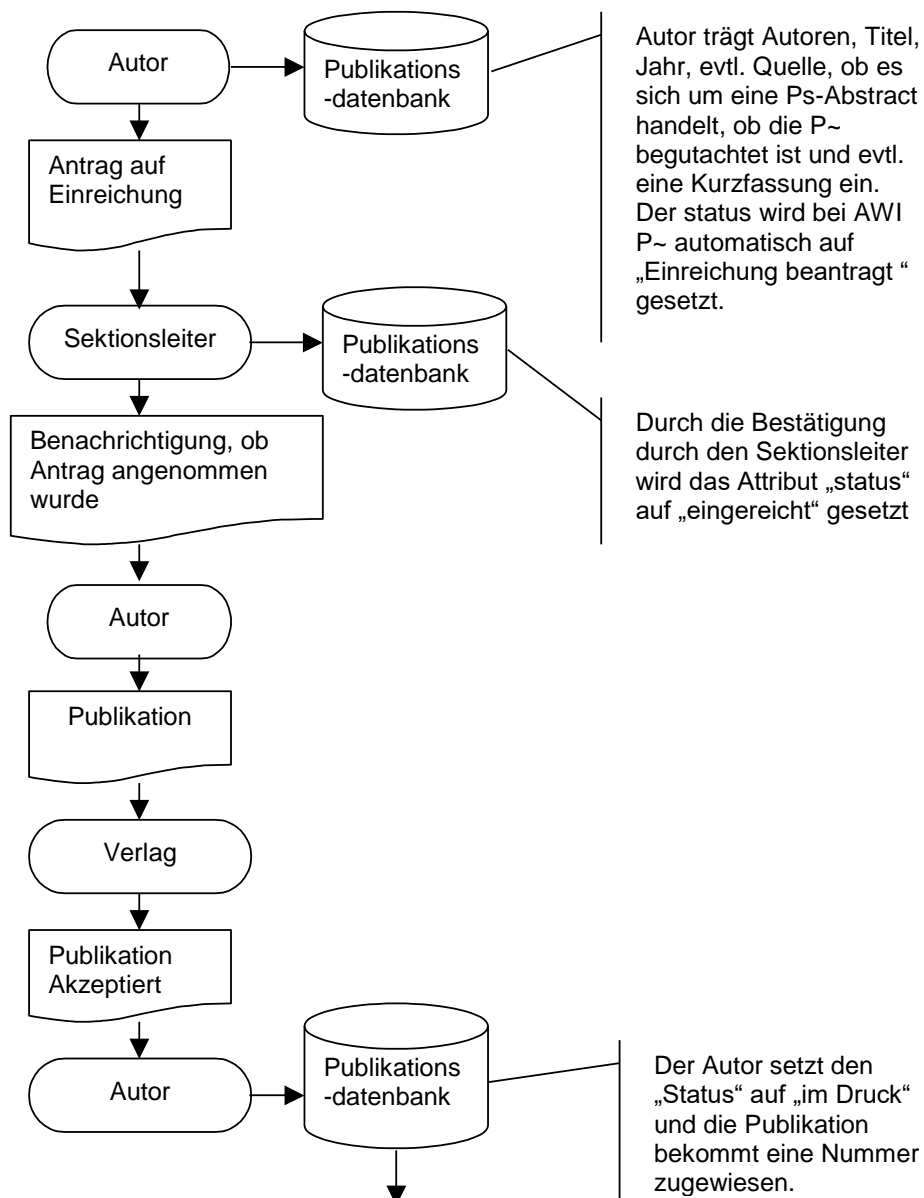 Autor
Publikations
-datenbank
Autor trägt Autoren, Titel,
Jahr, evtl. Quelle, ob es
sich um eine Ps-Abstract
handelt, ob die P~
begutachtet ist und evtl.
eine Kurzfassung ein.
Der status wird bei AWI
P~ automatisch auf
„Einreichung beantragt “
gesetzt.
Antrag auf
Einreichung
Sektionsleiter
Publikations
-datenbank
Durch die Bestätigung
durch den Sektionsleiter
wird das Attribut „status“
auf „eingereicht“ gesetzt
Benachrichtigung, ob
Antrag angenommen
wurde
Autor
Publikation
Verlag
Publikation
Akzeptiert
Autor
Publikations
-datenbank
Der Autor setzt den
„Status“ auf „im Druck“
und die Publikation
bekommt eine Nummer
zugewiesen.